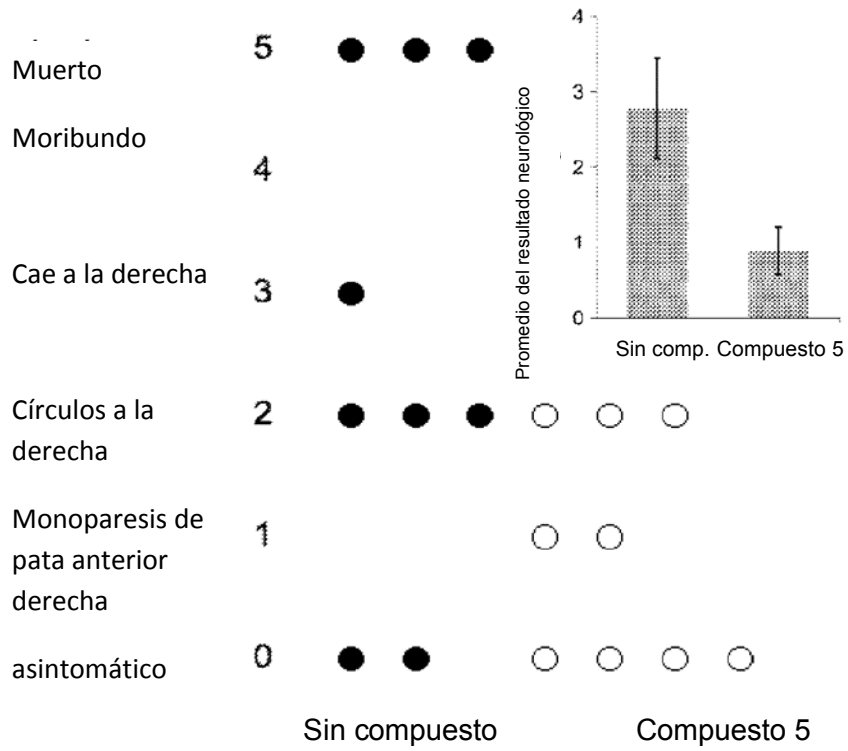 Muerto
5
Moribundo
4
Cae a la derecha
3
Círculos a la
derecha
2
Monoparesis de
pata anterior
derecha
1
asintomático
0
Sin compuesto
Compuesto 5
Promedio del resultado neurológico
4
3
2
1
0
Sin comp. Compuesto 5